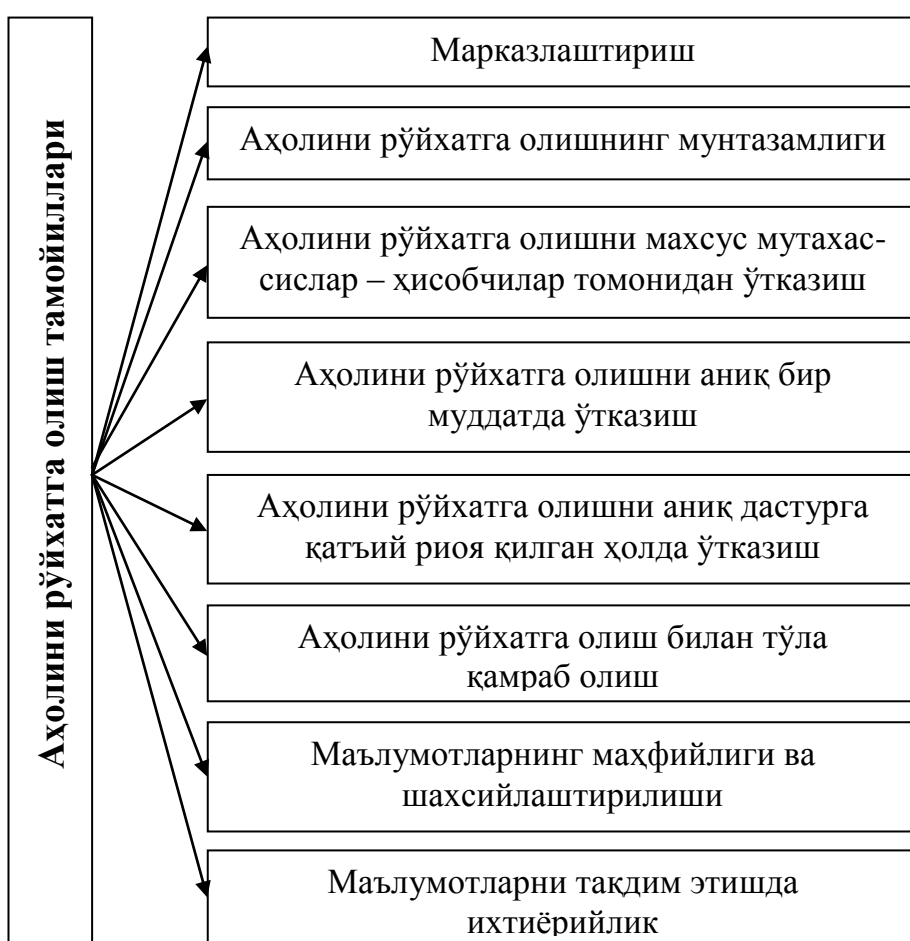 Аҳолини рўйхатга олиш тамойиллари
Марказлаштириш
Аҳолини рўйхатга олишнинг мунтазамлиги
Аҳолини рўйхатга олишни махсус мутахас-
сислар – ҳисобчилар томонидан ўтказиш
Аҳолини рўйхатга олишни аниқ бир
муддатда ўтказиш
Аҳолини рўйхатга олишни аниқ дастурга
қатъий риоя қилган ҳолда ўтказиш
Аҳолини рўйхатга олиш билан тўла
қамраб олиш
Маълумотларнинг маҳфийлиги ва
шахсийлаштирилиши
Маълумотларни тақдим этишда
ихтиёрийлик